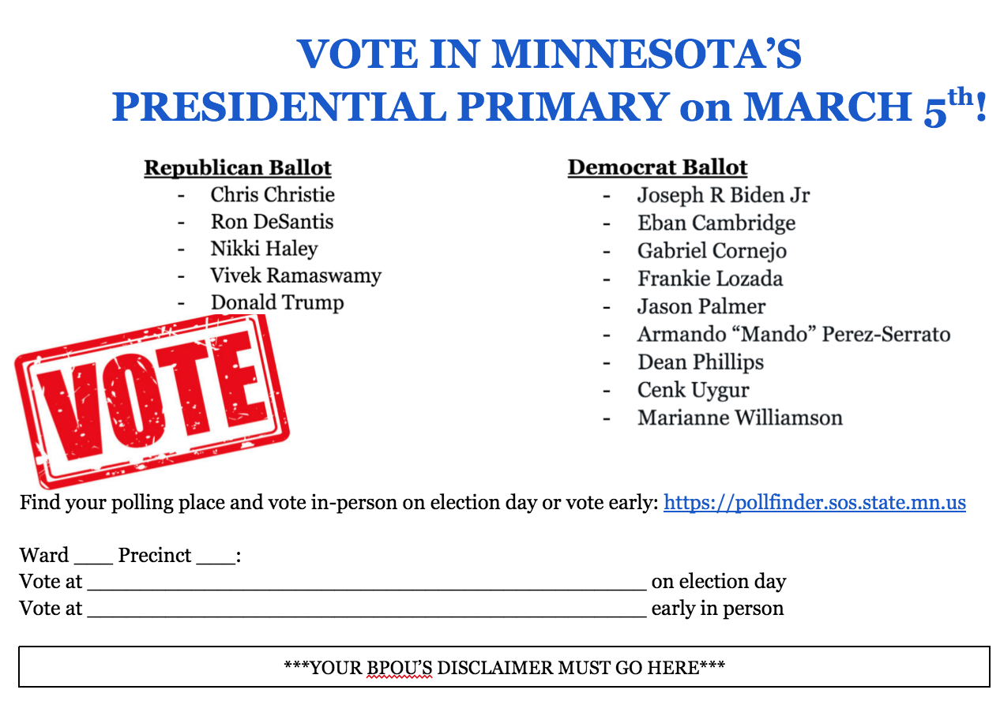 VOTE IN MINNESOTA’S
PRESIDENTIAL PRIMARY on MARCH 5th!
Republican Ballot
- Chris Christie
- Ron DeSantis
- Nikki Haley
- Vivek Ramaswamy
- Donald Trump
VOTE
Democrat Ballot
- Joseph R Biden Jr
- Eban Cambridge
- Gabriel Cornejo
- Frankie Lozada
- Jason Palmer
- Armando “Mando” Perez-Serrato
- Dean Phillips
- Cenk Uygur
- Marianne Williamson
Find your polling place and vote in-person on election day or vote early: https://pollfinder.sos.state.mn.us
Ward ____ Precinct ____:
Vote at ___________________________________________ on election day
Vote at ___________________________________________ early in person
***YOUR BPOU’S DISCLAIMER MUST GO HERE***